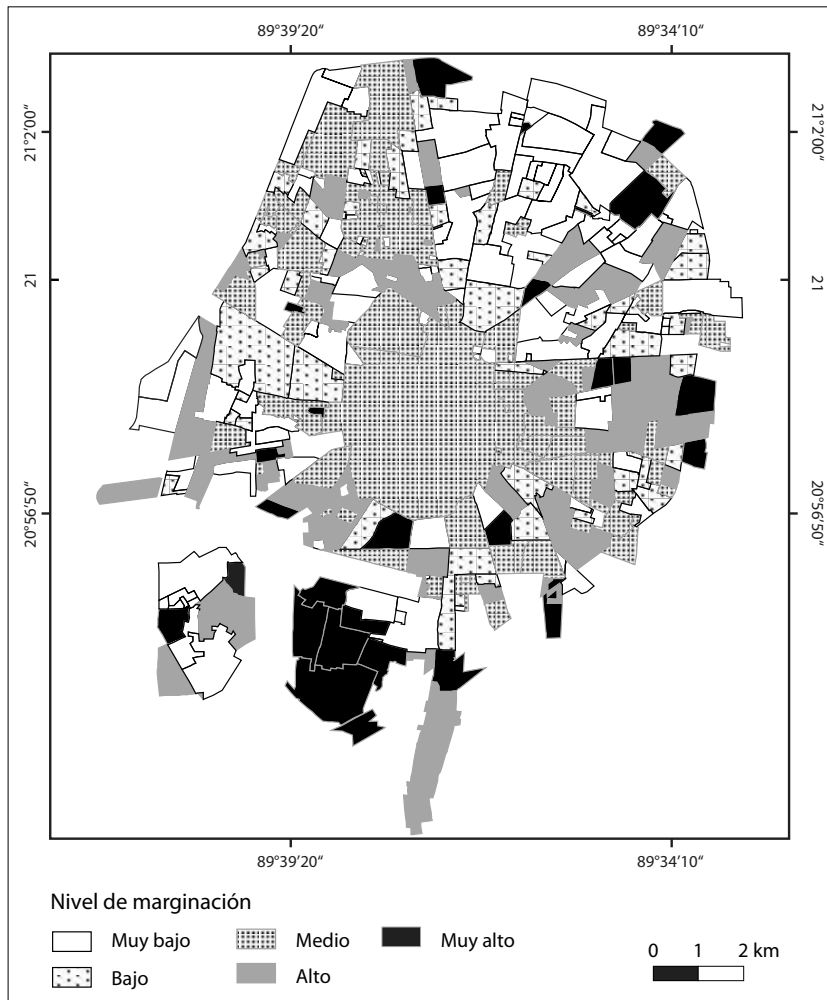 89°39’20“ 89°34’10“
21°2’00“ 21°2’00“
21 21
20°56’50“ 20°56’50“
89°39’20“ 89°34’10“
Nivel de marginación
Muy bajo Medio Muy alto
Bajo Alto
0 1 2 km